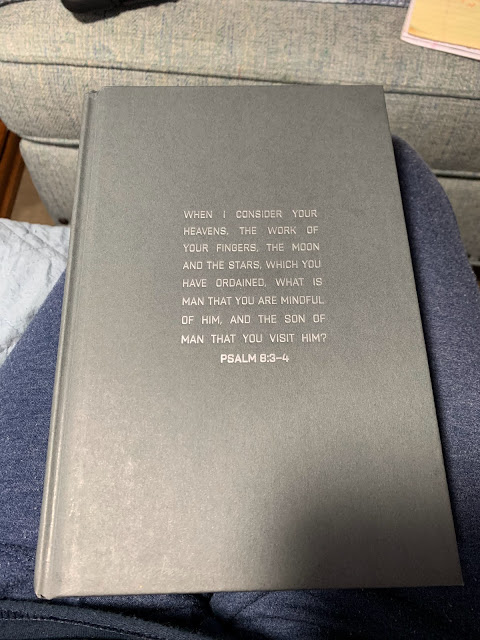 WHEN I CONSIDER YOUR
HEAVENS, THE WORK OF
YOUR FINGERS, THE MOON
AND THE STARS, WHICH YOU
HAVE ORDAINED, WHAT IS
MAN THAT YOU ARE MINDFUL
OF HIM, AND THE SON OF
MAN THAT YOU VISIT HIM?
PSALM 8:3–4